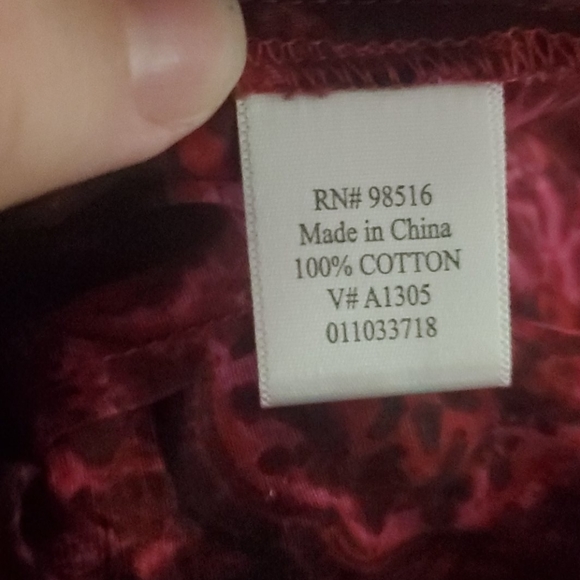 RN# 98516
Made in China
100% COTTON
V# A1305
011033718